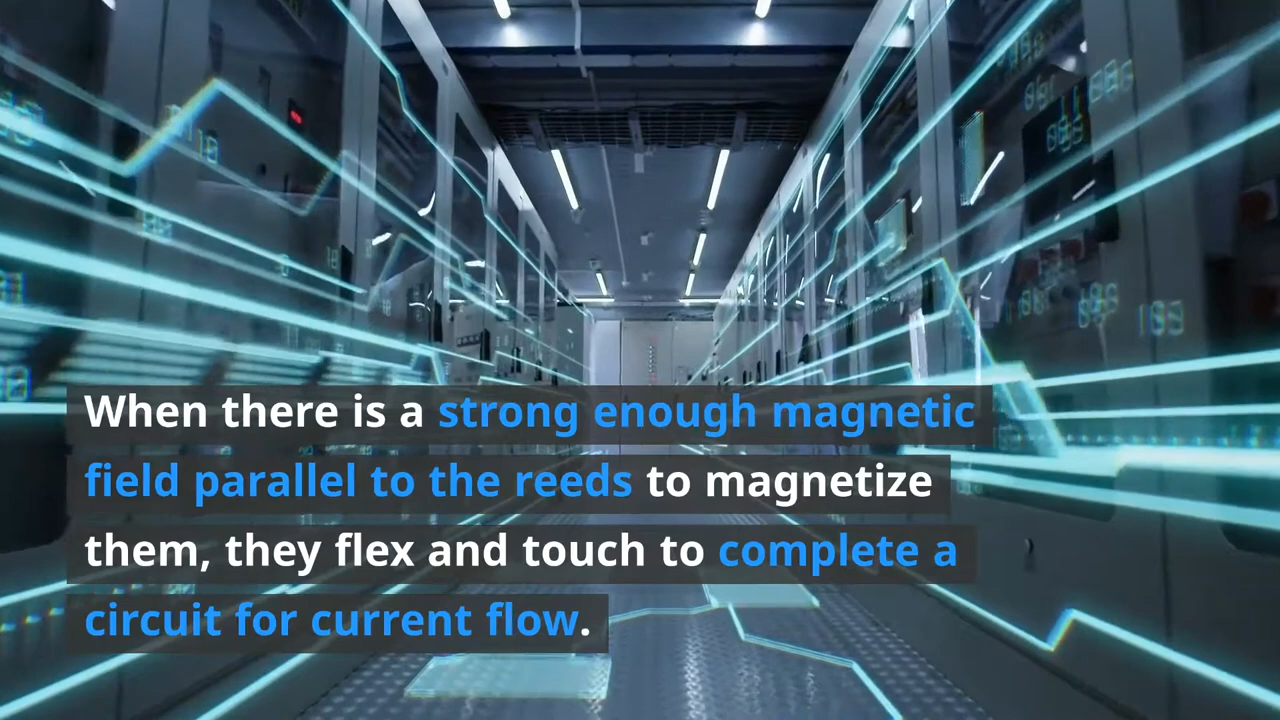 When there is a strong enough magnetic
field parallel to the reeds to magnetize
them, they flex and touch to complete a
circuit for current flow.